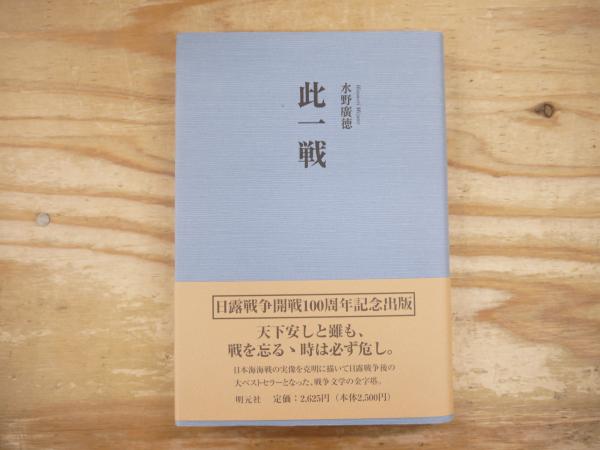 此一戦
水野廣徳
Hironori Mizuno
日露戦争開戦100周年記念出版
天下安しと雖も、
戦を忘るゝ時は必ず危し。
日本海海戦の実像を克明に描いて日露戦争後の
大ベストセラーとなった、戦争文学の金字塔。
明元社 定価:2,625円(本体2,500円)